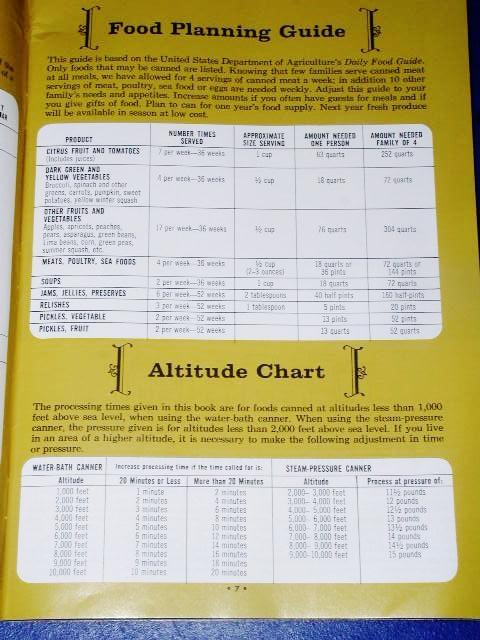 Food Planning Guide
This guide is based on the United States Department of Agriculture's Daily Food Guide.
Only foods that may be canned are listed. Knowing that few families serve canned meat
at all meals, we have allowed for 4 servings of canned meat a week; in addition 10 other
servings of meat, poultry, sea food or eggs are needed weekly. Adjust this guide to your
family's needs and appetites. Increase amounts if you often have guests for meals and if
you give gifts of food. Plan to can for one year's food supply. Next year fresh produce
will be available in season at low cost.
PRODUCT NUMBER TIMES SERVED APPROXIMATE SIZE SERVING AMOUNT NEEDED ONE PERSON AMOUNT NEEDED FAMILY OF 4
CITRUS FRUIT AND TOMATOES 7 per week—36 weeks 1 cup 63 quarts 252 quarts
(Includes juices)
DARK GREEN AND
YELLOW VEGETABLES 4 per week—36 weeks ½ cup 18 quarts 72 quarts
Broccoli, spinach and other
greens, carrots, pumpkin, sweet
potatoes, yellow winter squash
OTHER FRUITS AND
VEGETABLES
Apples, apricots, peaches, 17 per week—36 weeks ½ cup 76 quarts 304 quarts
pears, asparagus, green beans,
lima beans, corn, green peas,
summer squash, etc.
MEATS, POULTRY, SEA FOODS 4 per week—36 weeks ½ cup 18 quarts or 72 quarts or
(2–3 ounces) 36 pints 144 pints
SOUPS 2 per week—36 weeks 1 cup 18 quarts 72 quarts
JAMS, JELLIES, PRESERVES 6 per week—52 weeks 2 tablespoons 40 half pints 160 half-pints
RELISHES 3 per week—52 weeks 1 tablespoon 5 pints 20 pints
PICKLES, VEGETABLE 2 per week—52 weeks 13 pints 52 pints
PICKLES, FRUIT 2 per week—52 weeks 13 quarts 52 quarts
Altitude Chart
The processing times given in this book are for foods canned at altitudes less than 1,000
feet above sea level, when using the water-bath canner. When using the steam-pressure
canner, the pressure given is for altitudes less than 2,000 feet above sea level. If you live
in an area of a higher altitude, it is necessary to make the following adjustment in time
or pressure.
WATER-BATH CANNER Increase processing time if the time called for is: STEAM-PRESSURE CANNER
Altitude 20 Minutes or Less More than 20 Minutes Altitude Process at pressure of:
1,000 feet 1 minute 2 minutes 2,000– 3,000 feet 11½ pounds
2,000 feet 2 minutes 4 minutes 3,000– 4,000 feet 12 pounds
3,000 feet 3 minutes 6 minutes 4,000– 5,000 feet 12½ pounds
4,000 feet 4 minutes 8 minutes 5,000– 6,000 feet 13 pounds
5,000 feet 5 minutes 10 minutes 6,000– 7,000 feet 13½ pounds
6,000 feet 6 minutes 12 minutes 7,000– 8,000 feet 14 pounds
7,000 feet 7 minutes 14 minutes 8,000– 9,000 feet 14½ pounds
8,000 feet 8 minutes 16 minutes 9,000–10,000 feet 15 pounds
9,000 feet 9 minutes 18 minutes
10,000 feet 10 minutes 20 minutes
• 7 •